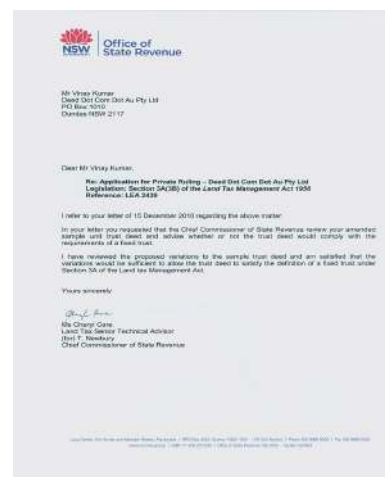 NSW
Office of
State Revenue
Mr Vinay Kumar
Deed Dot Com Dot Au Pty Ltd
PO Box 1010
Dundas NSW 2117
Dear Mr Vinay Kumar,
Re: Application for Private Ruling – Deed Dot Com Dot Au Pty Ltd
Legislation: Section 3A(3B) of the Land Tax Management Act 1956
Reference: LEA 2439
I refer to your letter of 15 December 2010 regarding the above matter.
In your letter you requested that the Chief Commissioner of State Revenue review your amended
sample unit trust deed and advise whether or not the trust deed would comply with the
requirements of a fixed trust.
I have reviewed the proposed variations to the sample trust deed and am satisfied that the
variations would be sufficient to allow the trust deed to satisfy the definition of a fixed trust under
Section 3A of the Land tax Management Act.
Yours sincerely
Ms Cheryl Gare
Land Tax Senior Technical Advisor
(for) T. Newbury
Chief Commissioner of State Revenue